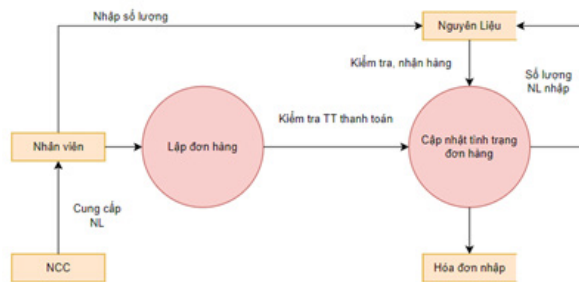 Nhập số lượng
Nguyên Liệu
Kiểm tra, nhận hàng
Số lượng
NL nhập
Kiểm tra TT thanh toán
Nhân viên
Lập đơn hàng
Cập nhật tình trạng
đơn hàng
Cung cấp
NL
NCC
Hóa đơn nhập